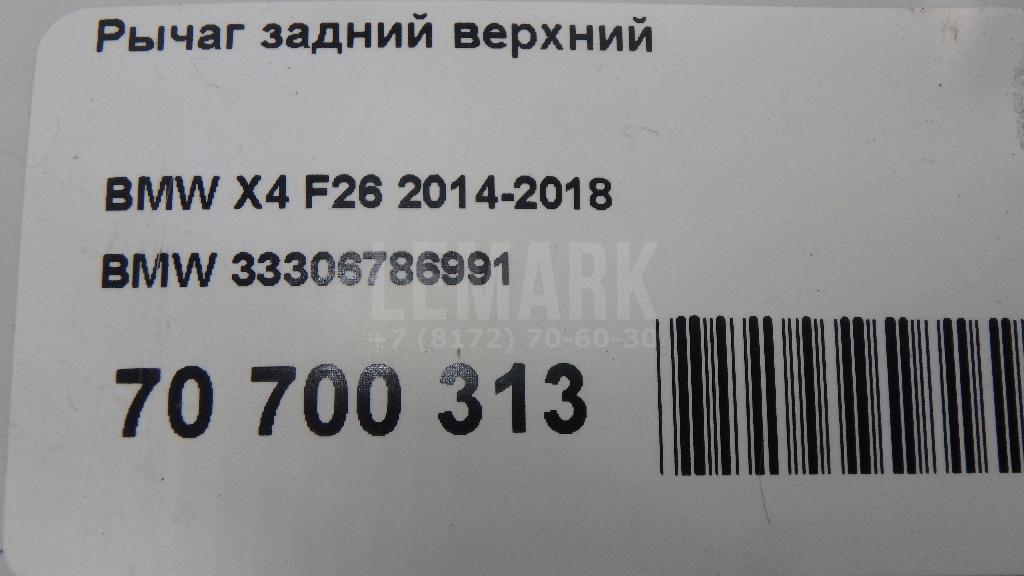 Рычаг задний верхний
BMW X4 F26 2014-2018
BMW 33306786991
LEMARK
+7 (8172) 70-60-30
70 700 313